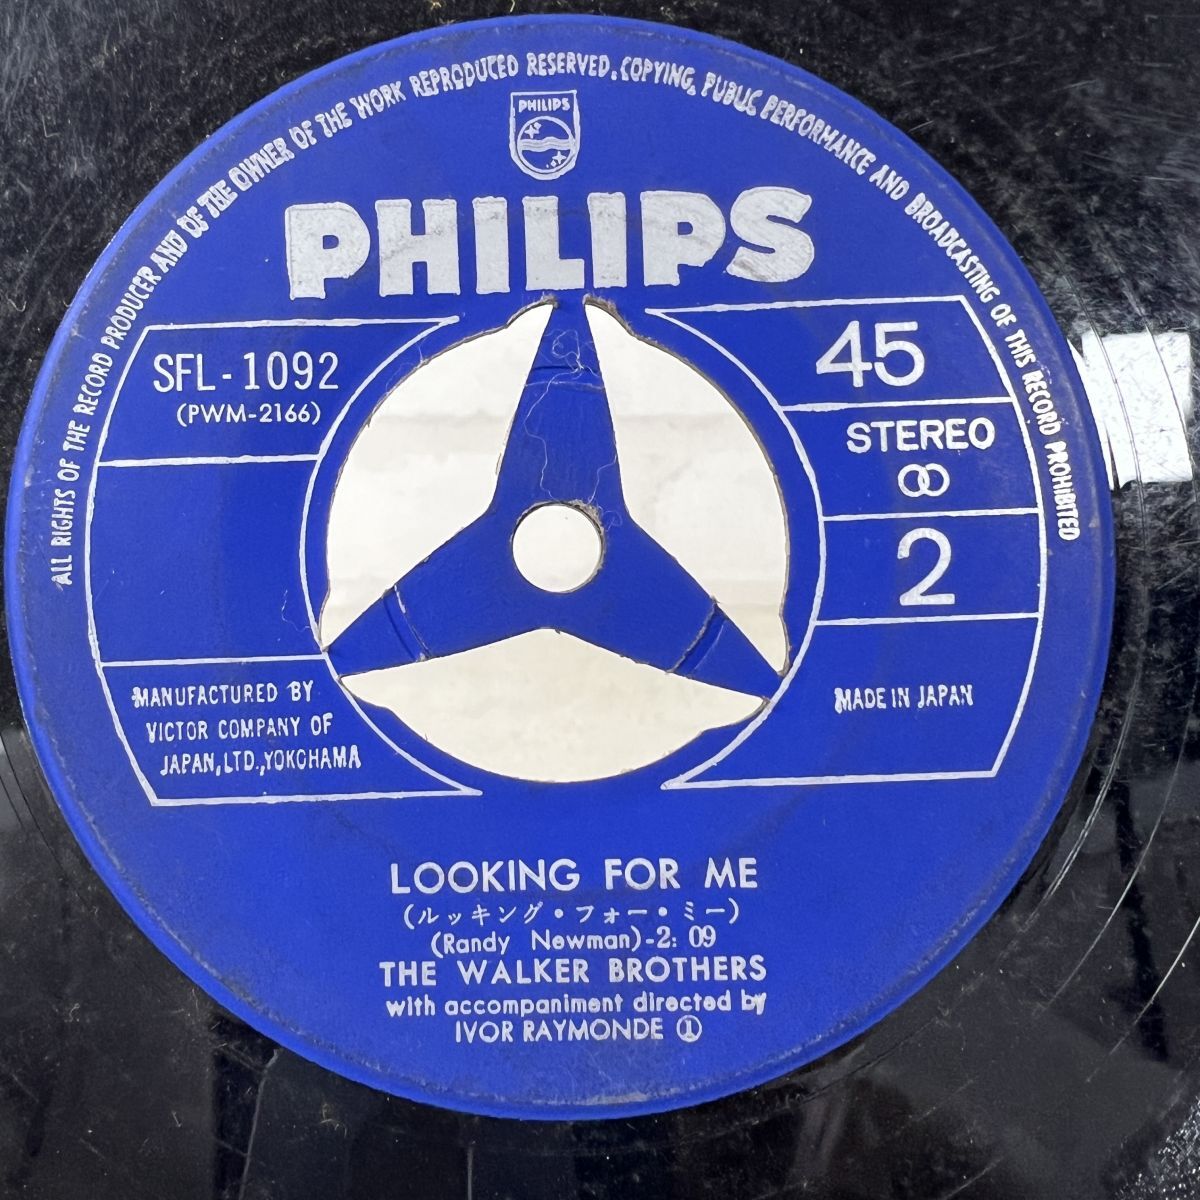 ALL RIGHTS OF THE RECORD PRODUCER AND OF THE OWNER OF THE WORK REPRODUCED RESERVED. COPYING, PUBLIC PERFORMANCE AND BROADCASTING OF THIS RECORD PROHIBITED
PHILIPS
PHILIPS
SFL-1092
(PWM-2166)
45
STEREO
2
MANUFACTURED BY
VICTOR COMPANY OF
JAPAN, LTD., YOKOHAMA
MADE IN JAPAN
LOOKING FOR ME
(ルッキング・フォー・ミー)
(Randy Newman)-2: 09
THE WALKER BROTHERS
with accompaniment directed by
IVOR RAYMONDE ①